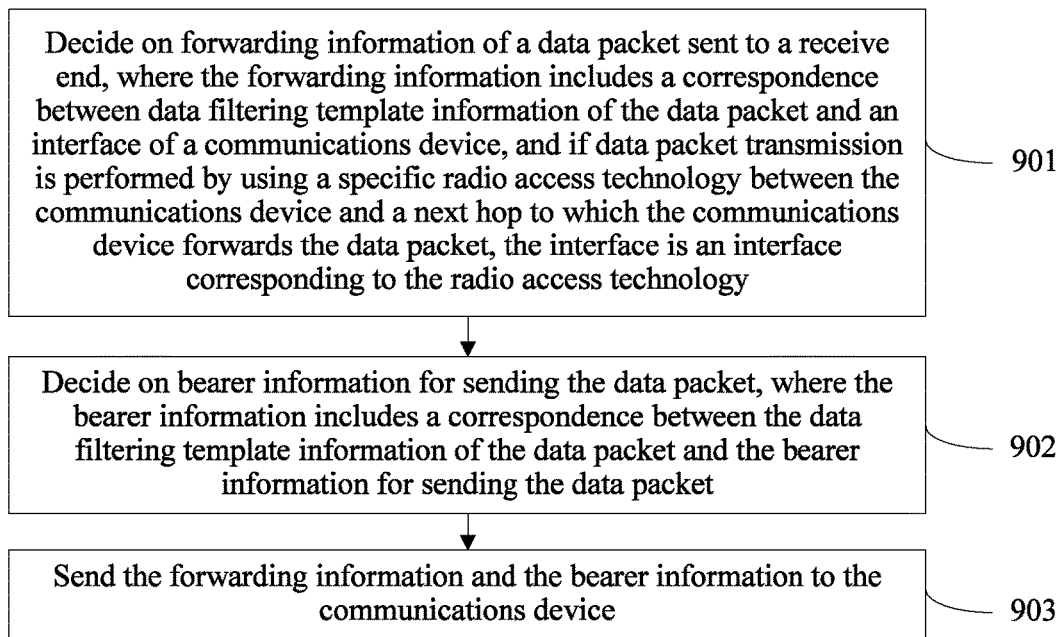 Decide on forwarding information of a data packet sent to a receive
end, where the forwarding information includes a correspondence
between data filtering template information of the data packet and an
interface of a communications device, and if data packet transmission
is performed by using a specific radio access technology between the
communications device and a next hop to which the communications
device forwards the data packet, the interface is an interface
corresponding to the radio access technology
901
Decide on bearer information for sending the data packet, where the
bearer information includes a correspondence between the data
filtering template information of the data packet and the bearer
information for sending the data packet
902
Send the forwarding information and the bearer information to the
communications device
903